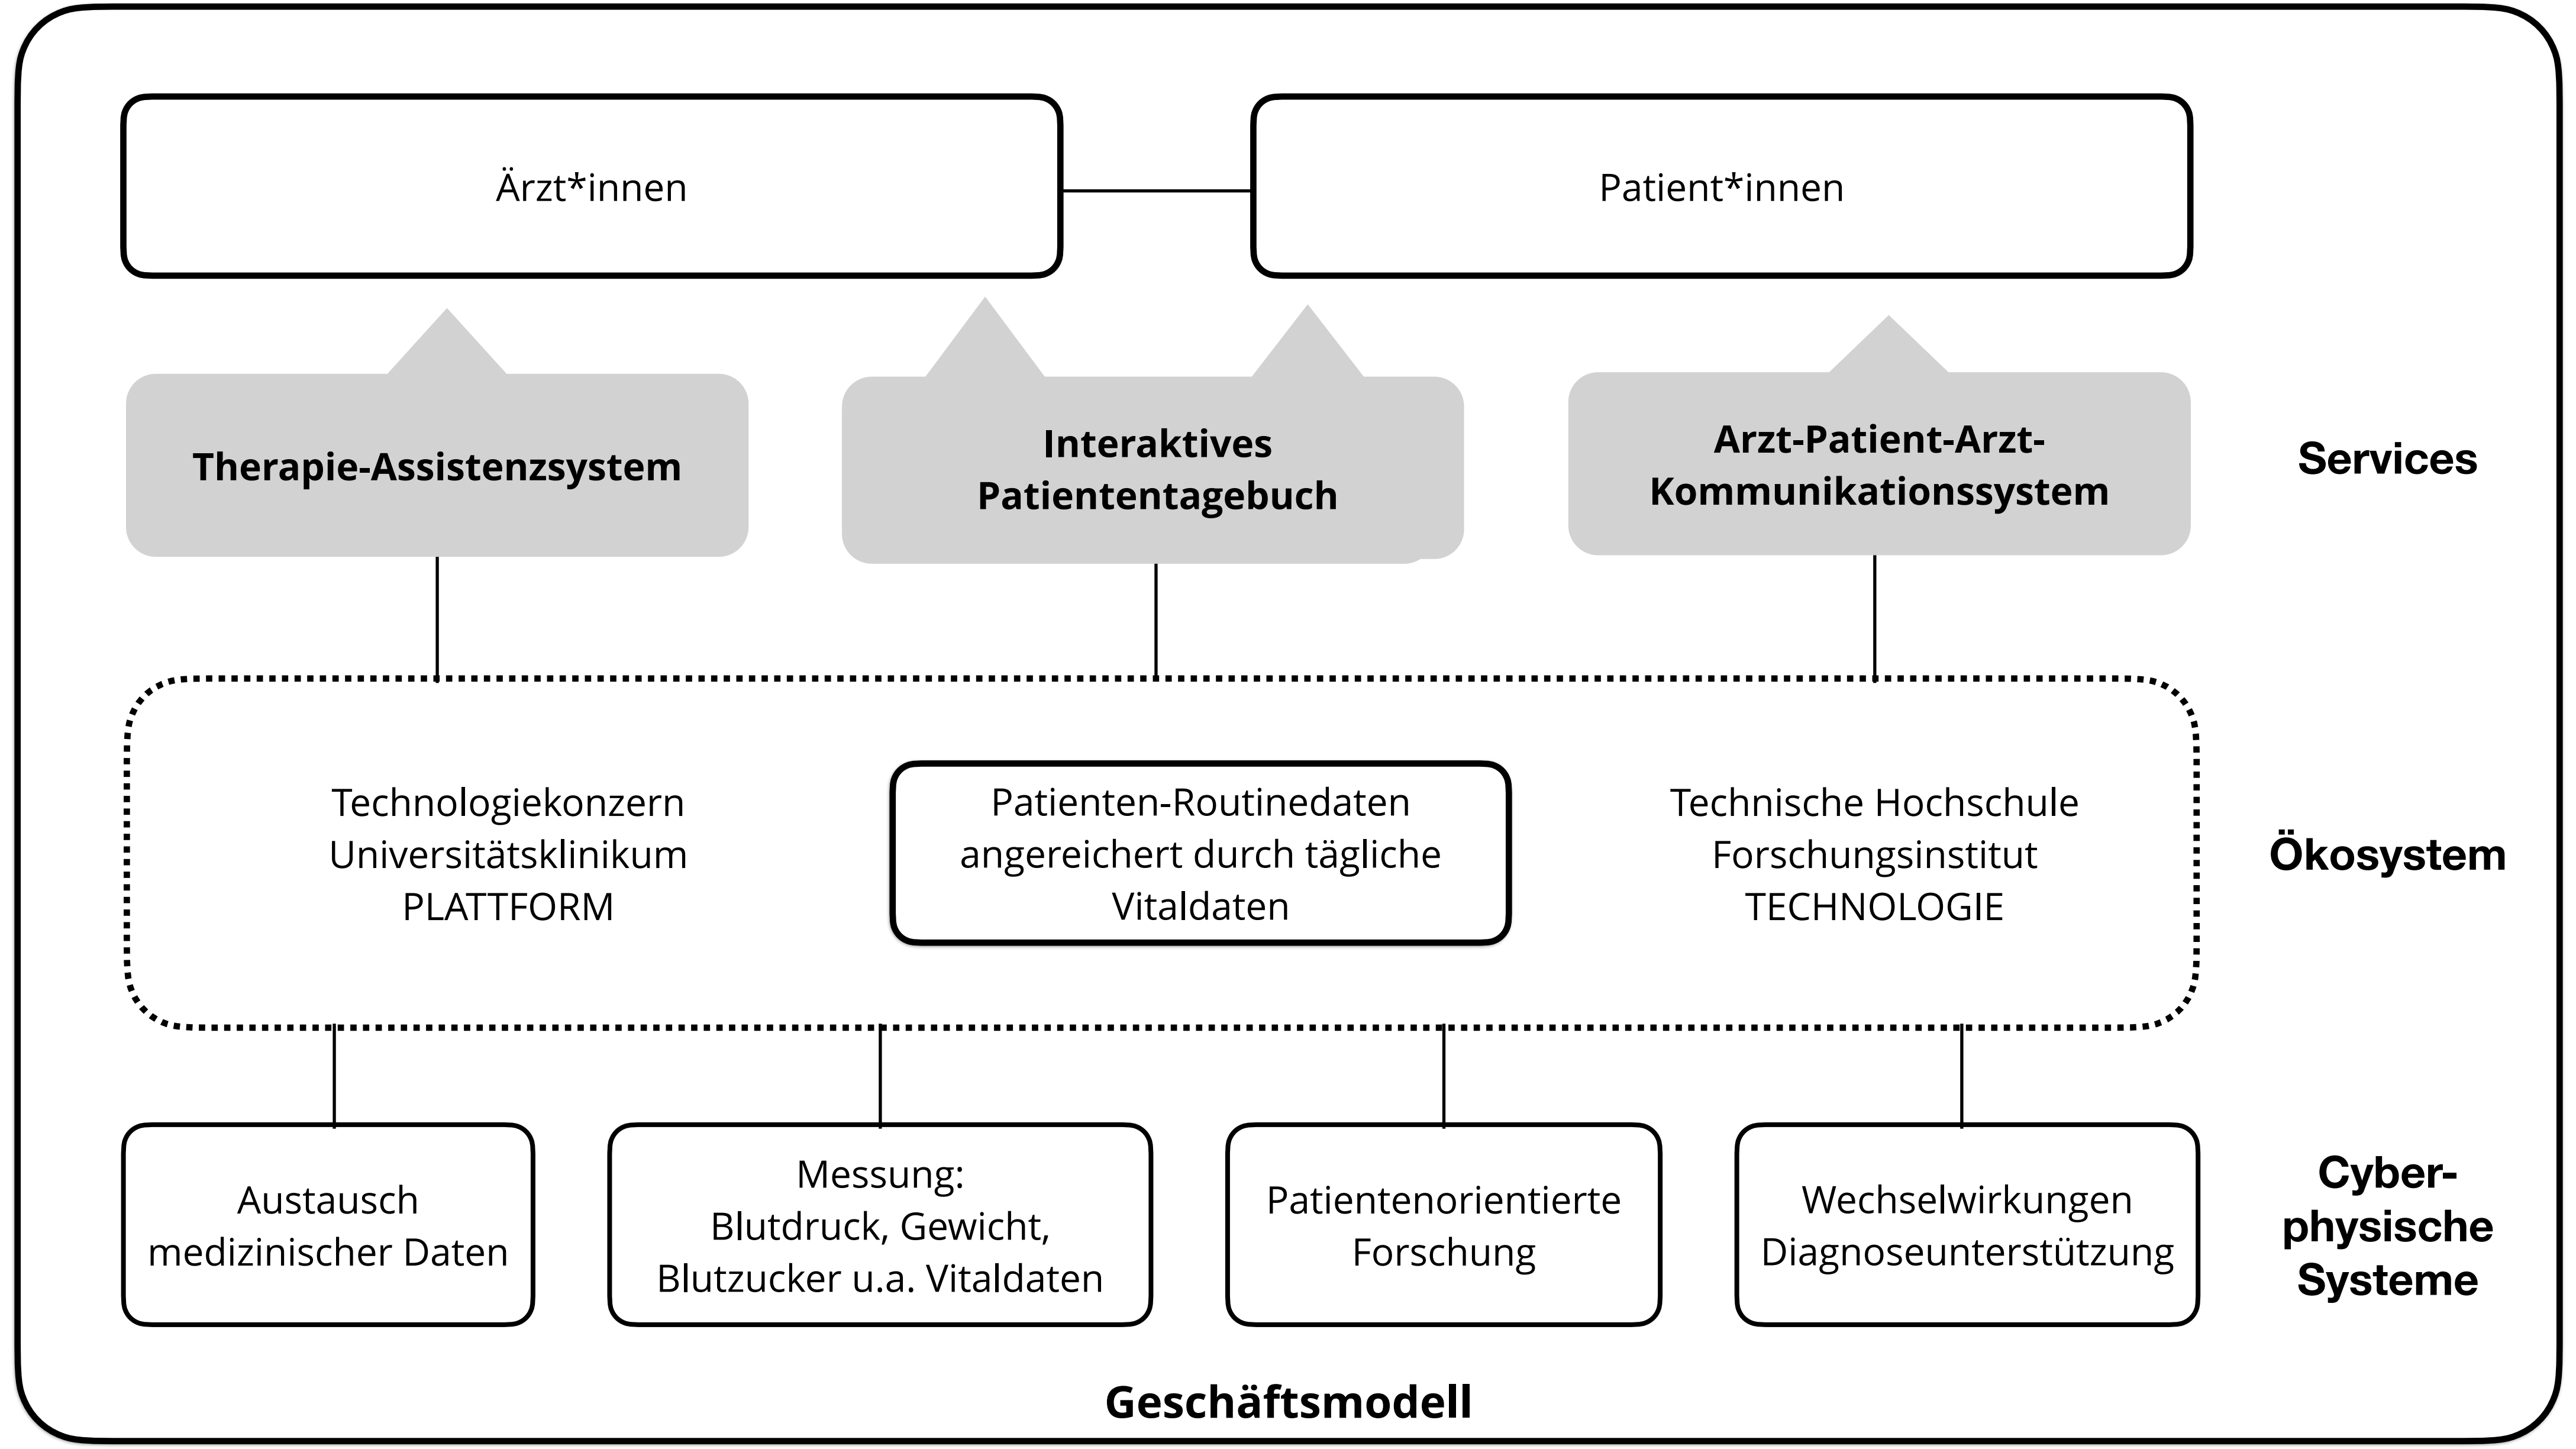 Ärzt*innen
Patient*innen
Therapie-Assistenzsystem
Interaktives
Patiententagebuch
Arzt-Patient-Arzt-
Kommunikationssystem
Services
Technologiekonzern
Universitätsklinikum
PLATTFORM
Patienten-Routinedaten
angereichert durch tägliche
Vitaldaten
Technische Hochschule
Forschungsinstitut
TECHNOLOGIE
Ökosystem
Austausch
medizinischer Daten
Messung:
Blutdruck, Gewicht,
Blutzucker u.a. Vitaldaten
Patientenorientierte
Forschung
Wechselwirkungen
Diagnoseunterstützung
Cyber-
physische
Systeme
Geschäftsmodell